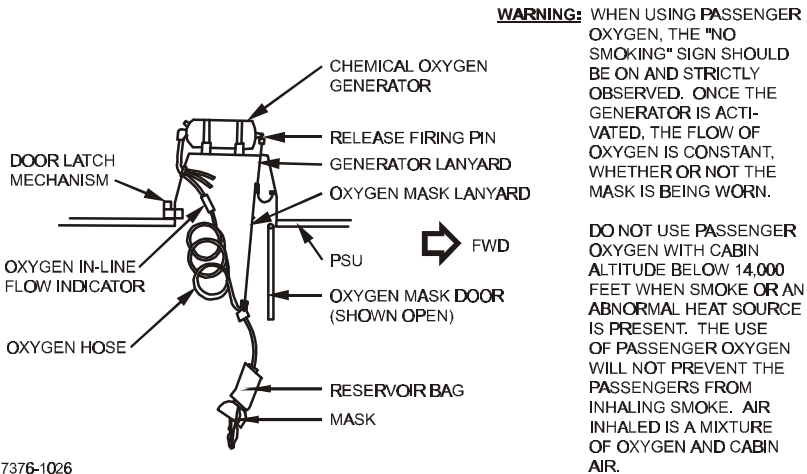 WARNING: WHEN USING PASSENGER
OXYGEN, THE "NO
SMOKING" SIGN SHOULD
BE ON AND STRICTLY
OBSERVED. ONCE THE
GENERATOR IS ACTI-
VATED, THE FLOW OF
OXYGEN IS CONSTANT,
WHETHER OR NOT THE
MASK IS BEING WORN.
DO NOT USE PASSENGER
OXYGEN WITH CABIN
ALTITUDE BELOW 14,000
FEET WHEN SMOKE OR AN
ABNORMAL HEAT SOURCE
IS PRESENT. THE USE
OF PASSENGER OXYGEN
WILL NOT PREVENT THE
PASSENGERS FROM
INHALING SMOKE. AIR
INHALED IS A MIXTURE
OF OXYGEN AND CABIN
AIR.
CHEMICAL OXYGEN
GENERATOR
RELEASE FIRING PIN
GENERATOR LANYARD
OXYGEN MASK LANYARD
DOOR LATCH
MECHANISM
PSU
FWD
OXYGEN IN-LINE
FLOW INDICATOR
OXYGEN MASK DOOR
(SHOWN OPEN)
OXYGEN HOSE
RESERVOIR BAG
MASK
7376-1026